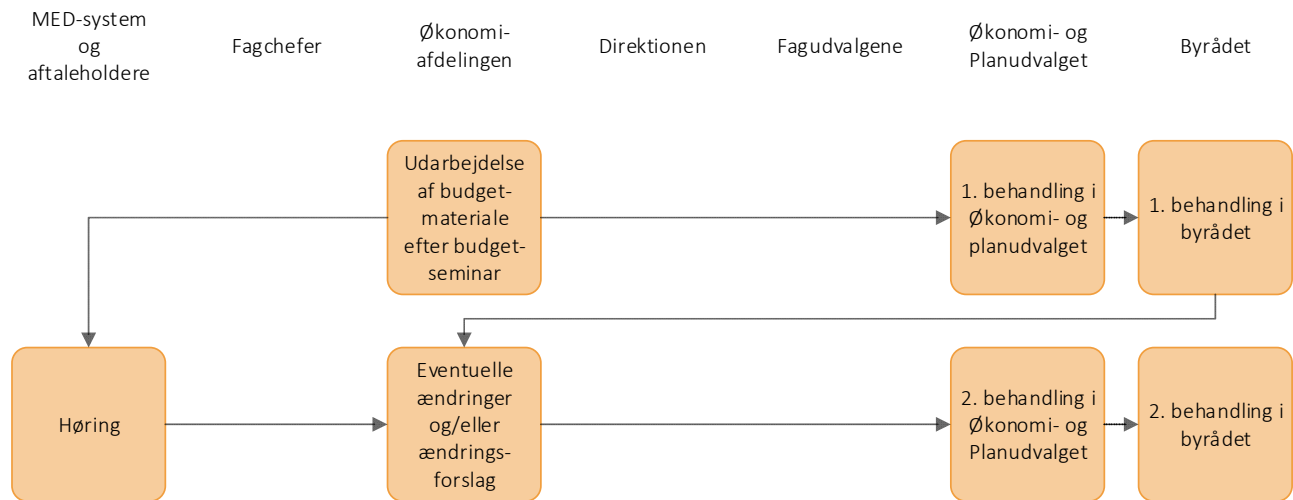 MED-system
og
aftaleholdere
Fagchefer
Økonomi-
afdelingen
Direktionen
Fagudvalgene
Økonomi- og
Planudvalget
Byrådet
Udarbejdelse
af budget-
materiale
efter budget-
seminar
1. behandling i
Økonomi- og
planudvalget
1. behandling i
byrådet
Høring
Eventuelle
ændringer
og/eller
ændrings-
forslag
2. behandling i
Økonomi- og
Planudvalget
2. behandling i
byrådet